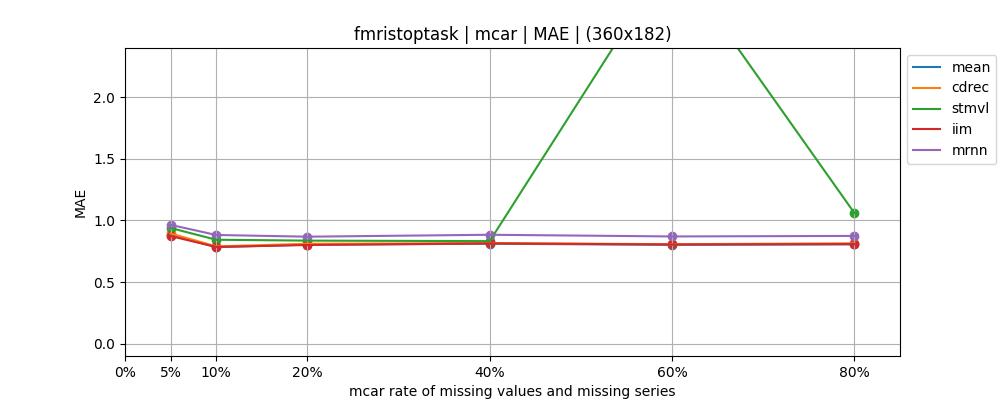 fmristoptask | mcar | MAE | (360x182)
MAE
2.0
1.5
1.0
0.5
0.0
0% 5% 10% 20% 40% 60% 80%
mcar rate of missing values and missing series
mean
cdrec
stmvl
iim
mrnn